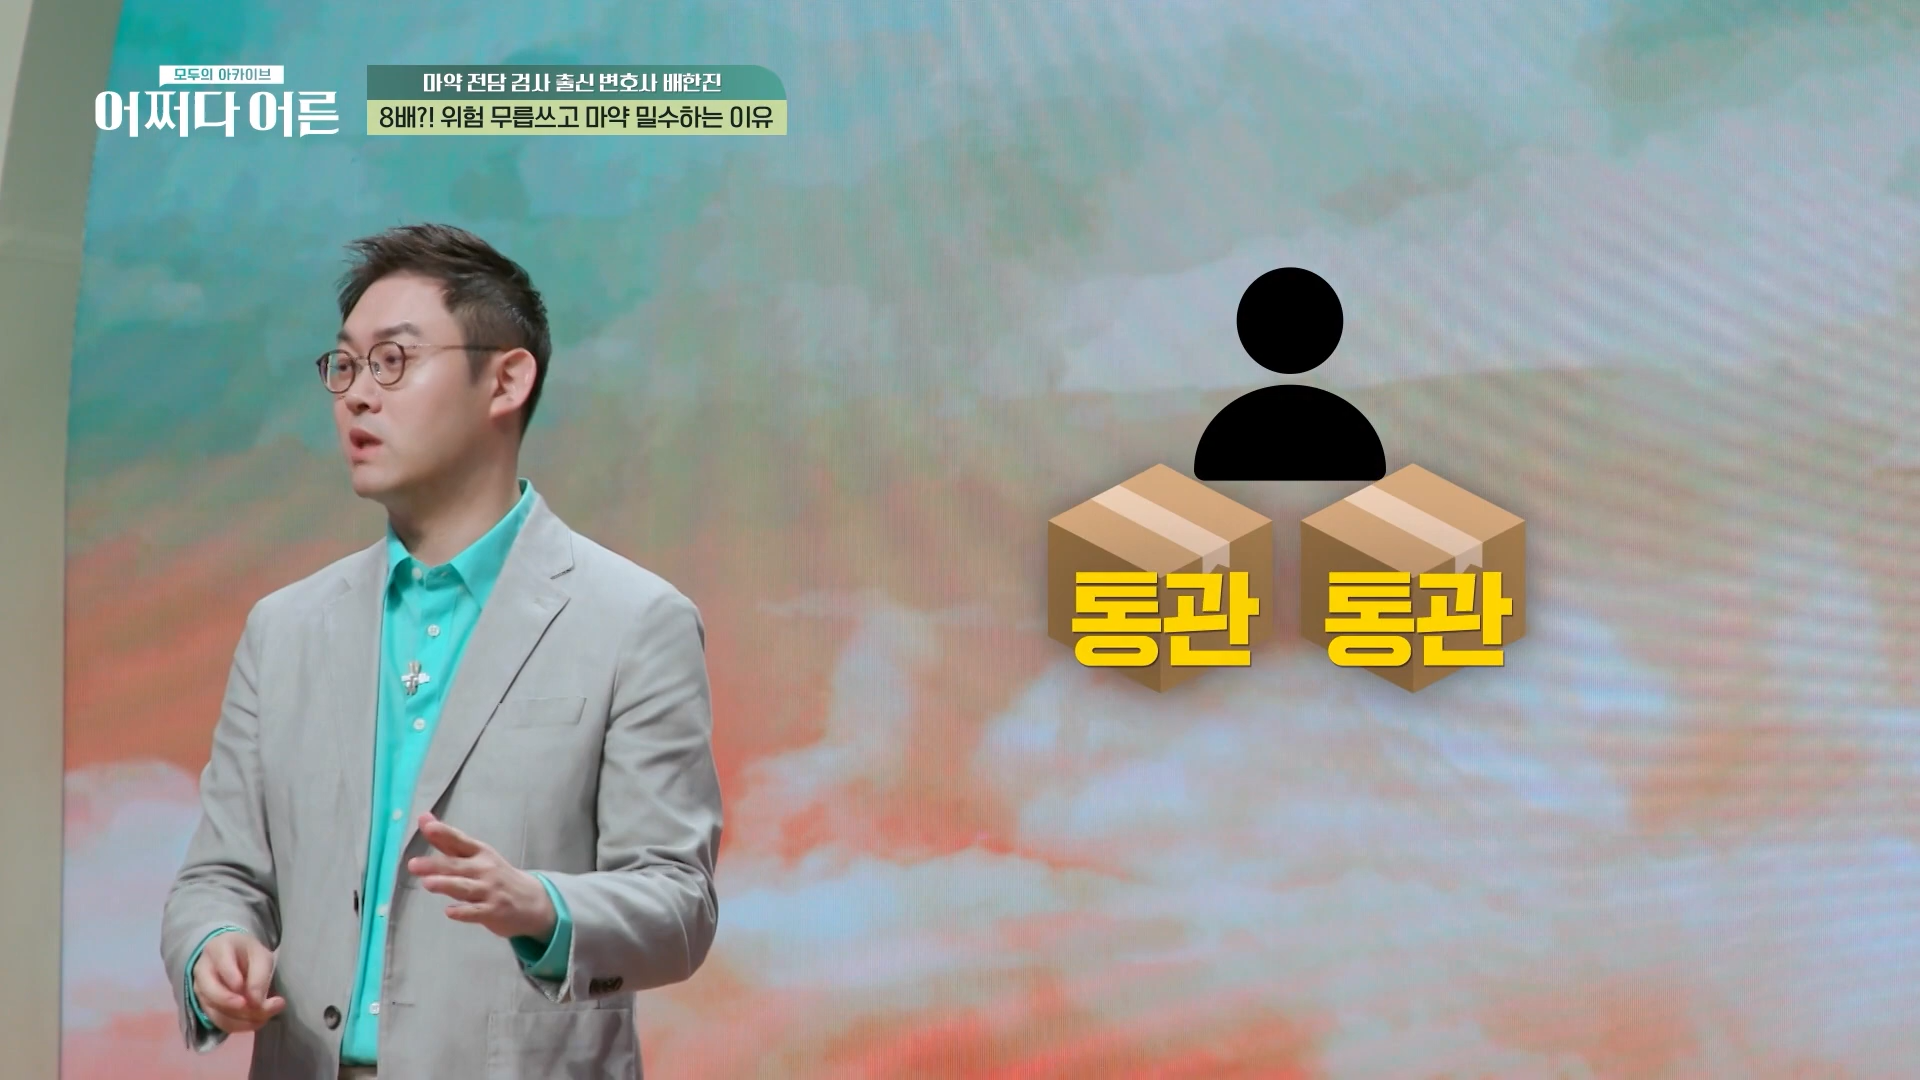 모두의 아카이브
어쩌다 어른
마약 전담 검사 출신 변호사 배한진
8배?! 위험 무릅쓰고 마약 밀수하는 이유
통관 통관